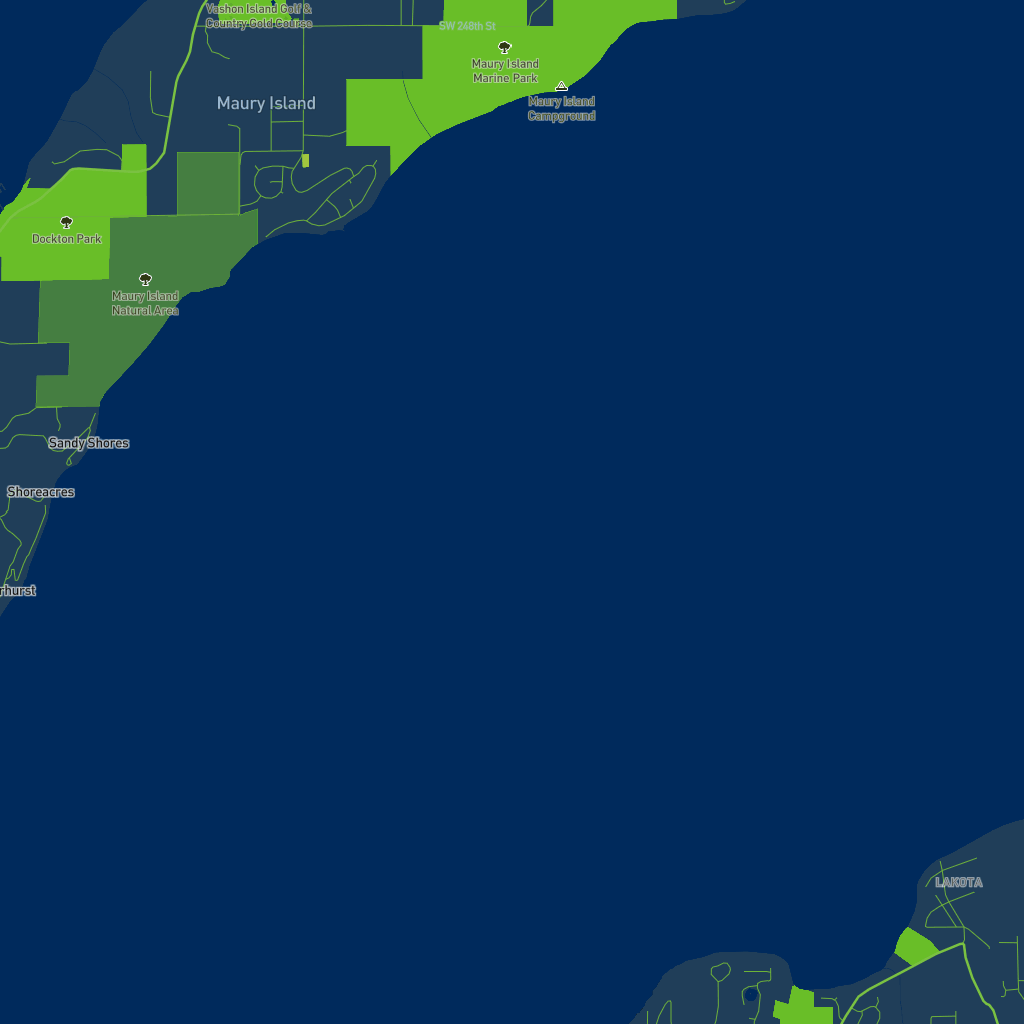 Vashon Island Golf &
Country Gold Course
SW 248th St
Maury Island
Marine Park
Maury Island
Maury Island
Campground
Dockton Park
Maury Island
Natural Area
Sandy Shores
Shoreacres
rhurst
LAKOTA